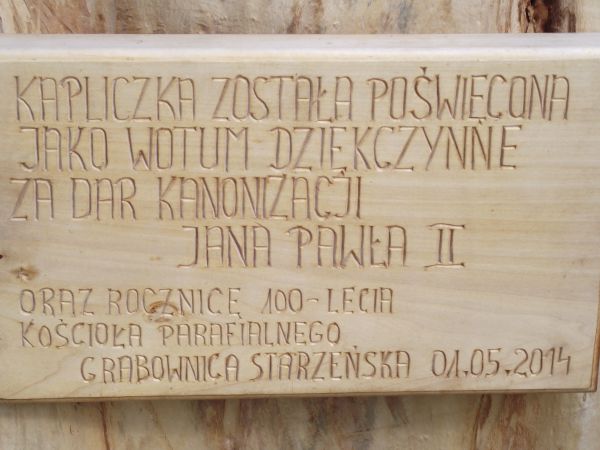 KAPLICZKA ZOSTAŁA POŚWIĘCONA
JAKO WOTUM DZIĘKCZYNNE
ZA DAR KANONIZACJI
JANA PAWŁA II
ORAZ ROCZNICĘ 100-LECIA
KOŚCIOŁA PARAFIALNEGO
GRABOWNICA STARZEŃSKA 01.05.2014